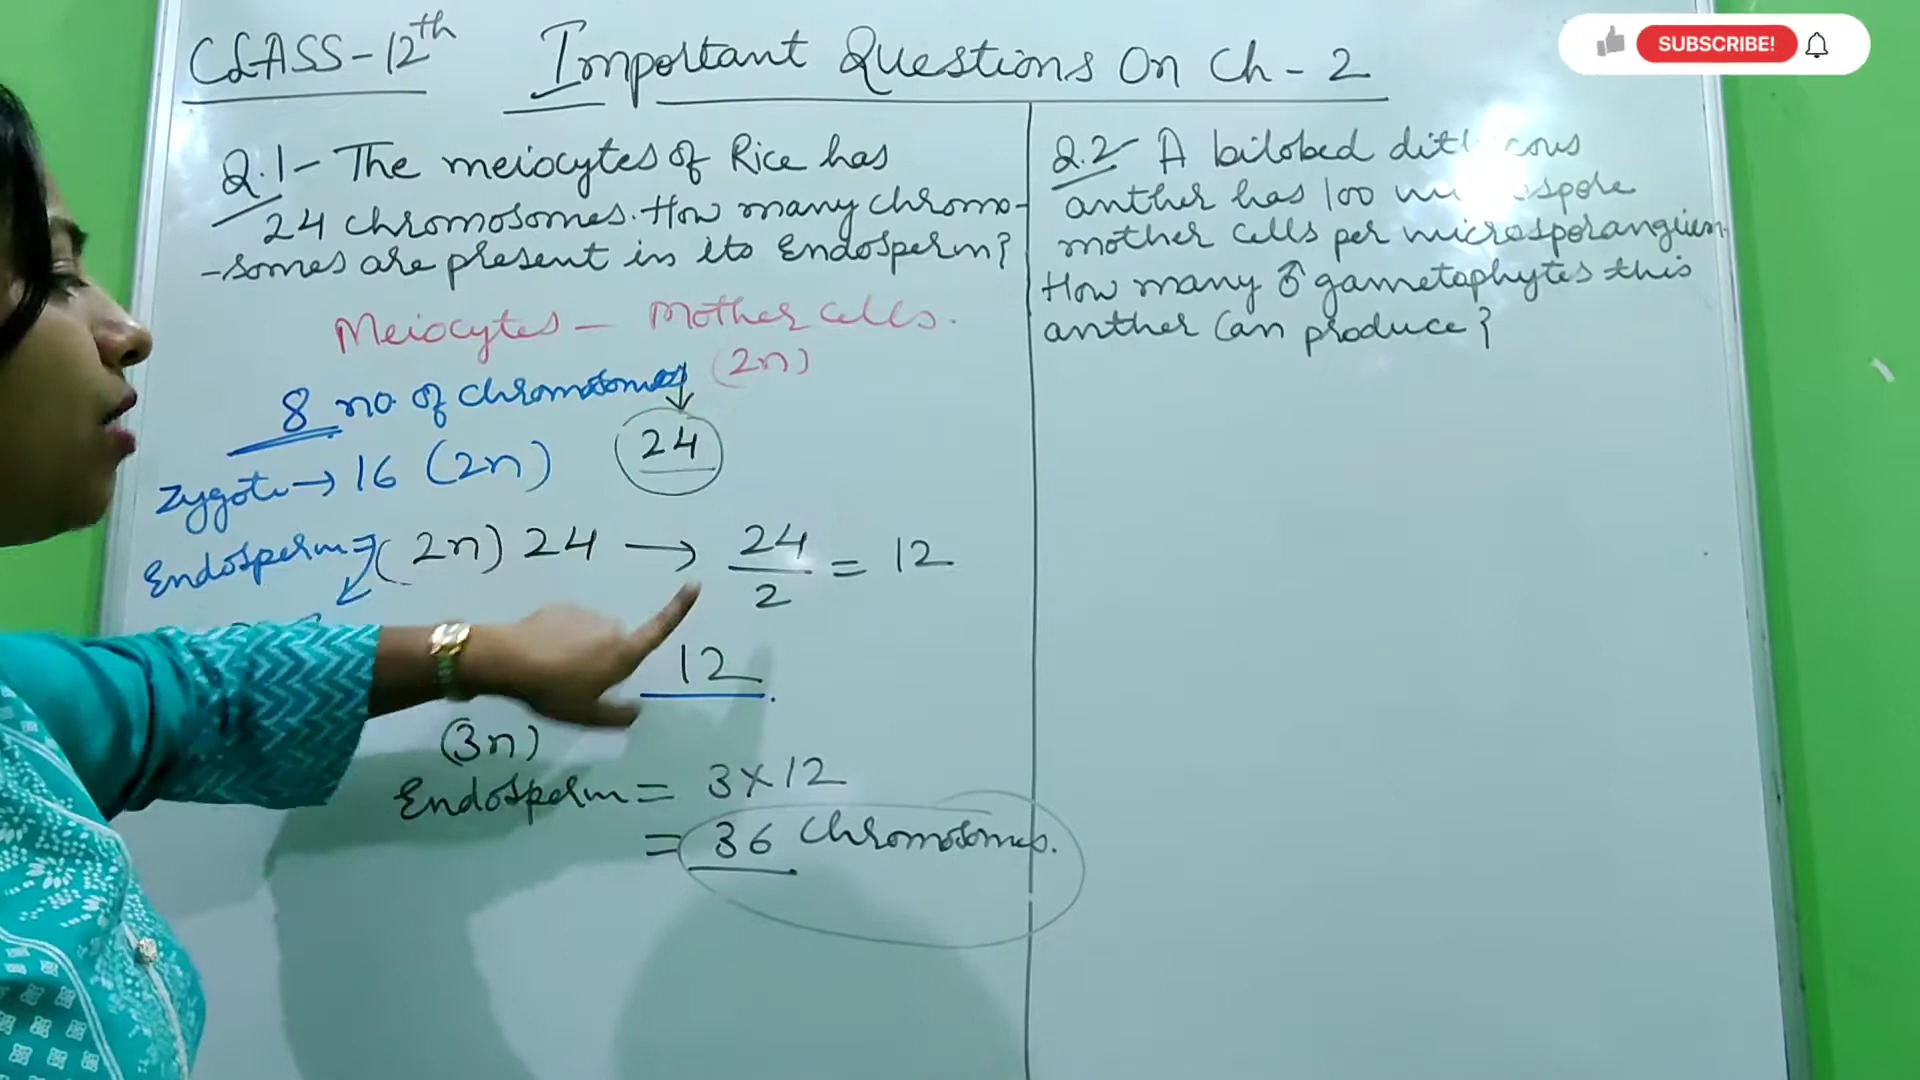 CLASS-12th Important Questions On Ch-2
SUBSCRIBE!
Q.1- The meiocytes of Rice has
24 chromosomes. How many chromo-
-somes are present in its Endosperm?
Meiocytes - Mother cells.
(2n)
8 no. of chromosomes
24
Zygote → 16 (2n)
Endosperm = (2n) 24 → 24/2 = 12
12
(3n)
Endosperm = 3×12
= 36 Chromosomes.
Q.2- A bilobed
anther has 100
mother cells per microsporangium.
How many ♂ gametophytes this
anther can produce?